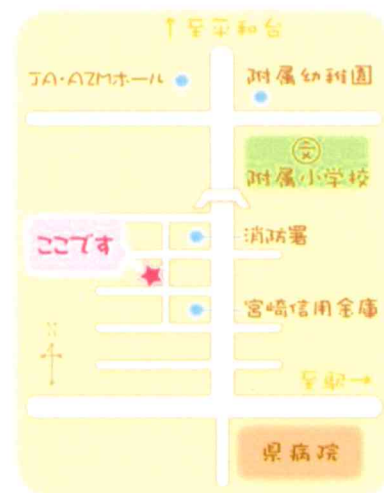 ↑至平和台
JA・AZMホール
附属幼稚園
文
附属小学校
ここです
消防署
宮崎信用金庫
N
至駅→
県病院